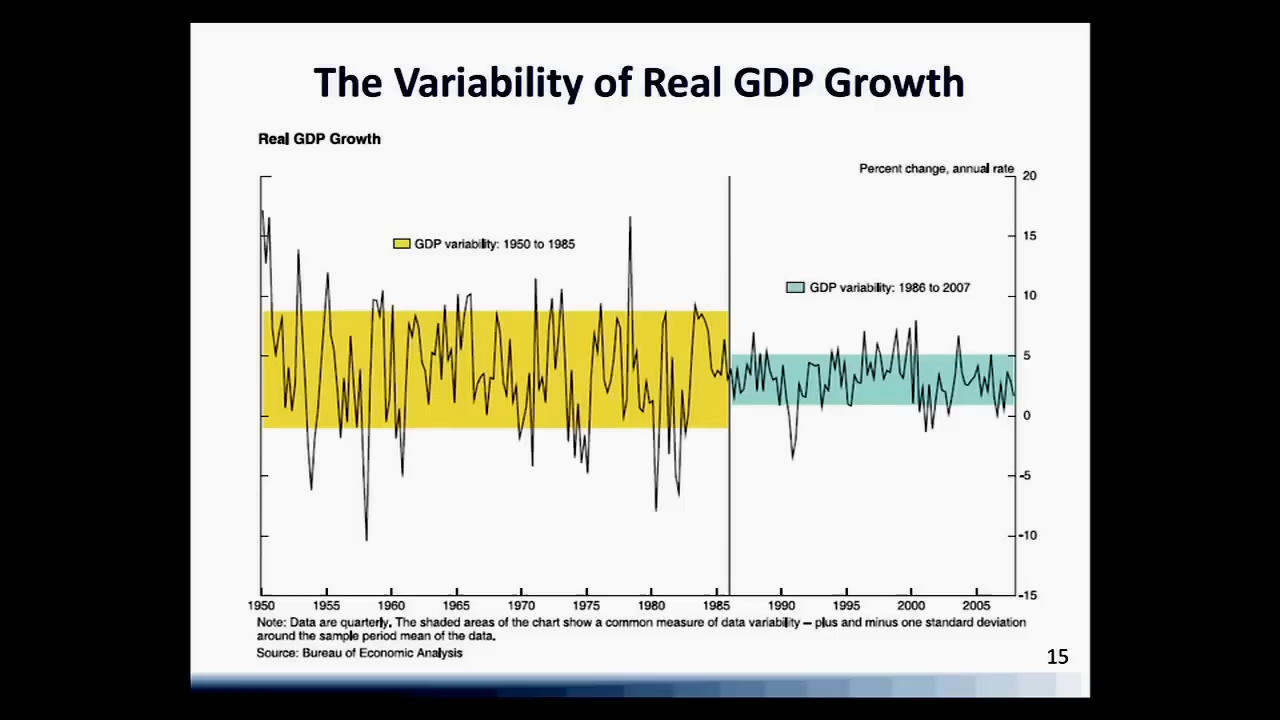 The Variability of Real GDP Growth
Real GDP Growth
Percent change, annual rate
20
15
10
5
0
-5
-10
-15
GDP variability: 1950 to 1985
GDP variability: 1986 to 2007
1950 1955 1960 1965 1970 1975 1980 1985 1990 1995 2000 2005
Note: Data are quarterly. The shaded areas of the chart show a common measure of data variability — plus and minus one standard deviation
around the sample period mean of the data.
Source: Bureau of Economic Analysis
15